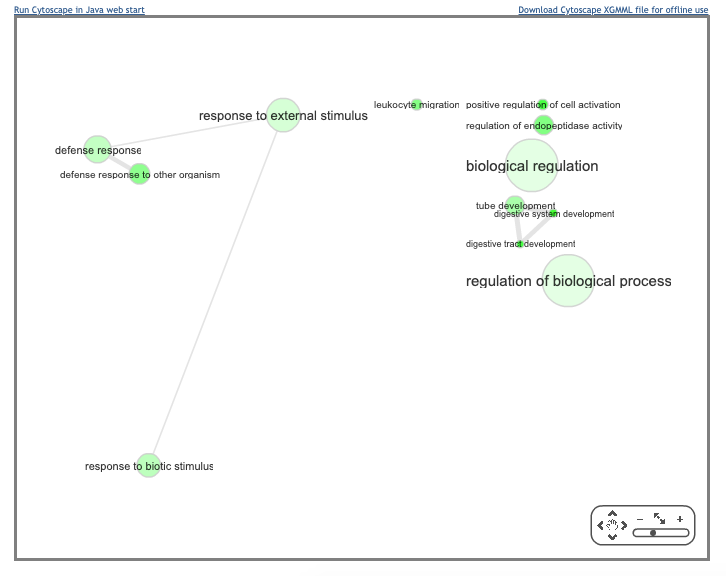 Run Cytoscape in Java web start
Download Cytoscape XGMML file for offline use
response to external stimulus
leukocyte migration
positive regulation of cell activation
regulation of endopeptidase activity
defense response
biological regulation
defense response to other organism
tube development
digestive system development
digestive tract development
regulation of biological process
response to biotic stimulus